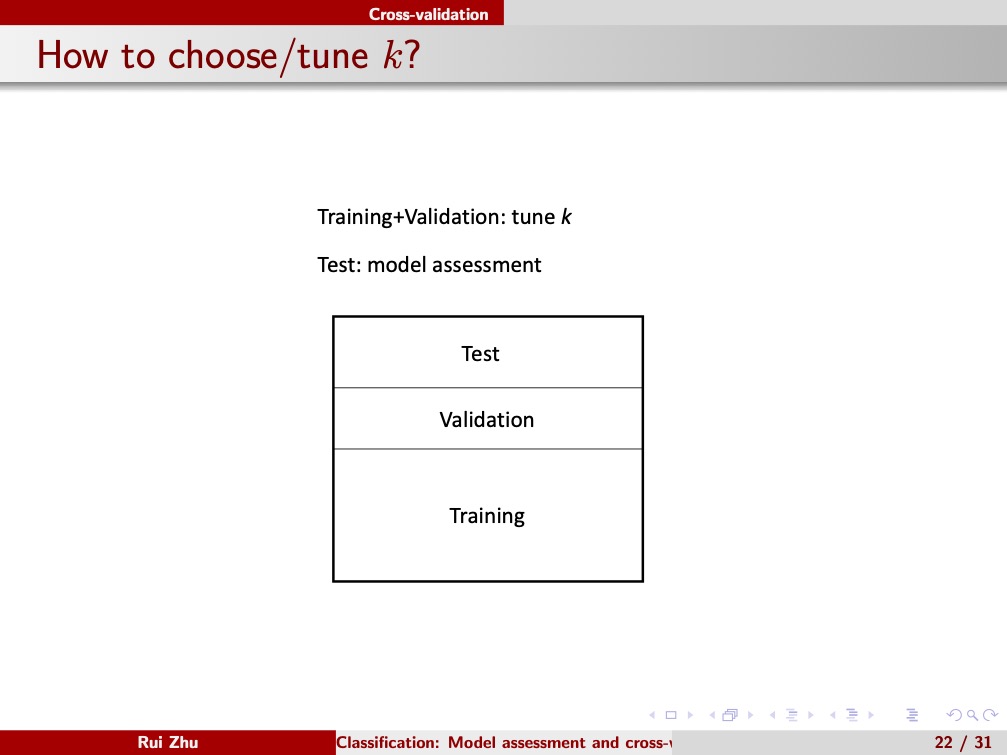 Cross-validation
How to choose/tune k?
Training+Validation: tune k
Test: model assessment
Test
Validation
Training
Rui Zhu
Classification: Model assessment and cross-v
22 / 31